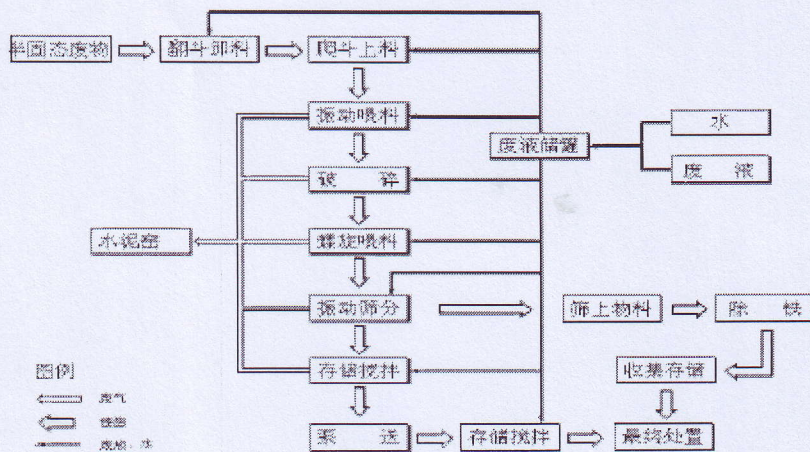 半固态废物
翻斗卸料
爬斗上料
振动喂料
水
废液储罐
破 碎
废 液
水泥窑
螺旋喂料
振动筛分
筛上物料
除 铁
图例
存储搅拌
收集存储
废气
泵 送
存储搅拌
最终处置